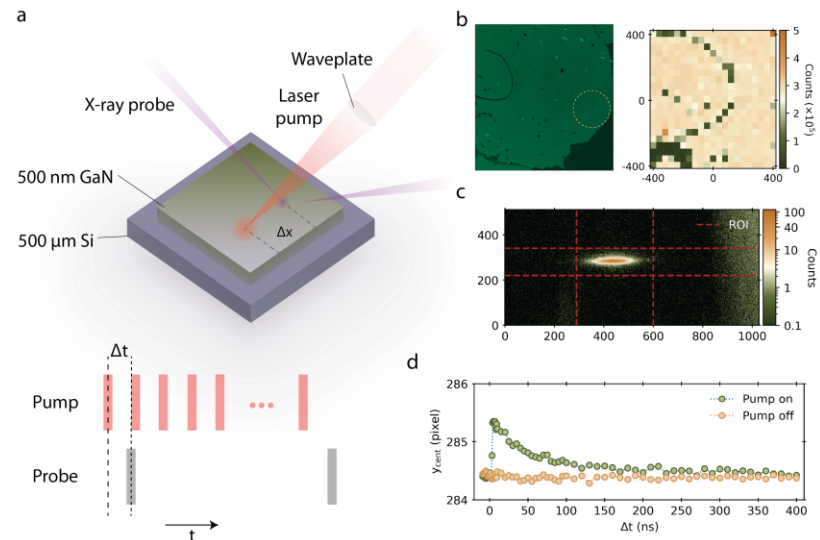 a
Waveplate
Laser
pump
X-ray probe
500 nm GaN
500 μm Si
Δx
Δt
Pump
Probe
t
b
400
0
-400
-400
0
400
5
4
3
2
1
0
Counts (×10⁵)
c
400
200
0
0
200
400
600
800
1000
ROI
100
10
1
0.1
Counts
d
286
285
284
y_cent (pixel)
Pump on
Pump off
0
50
100
150
200
250
300
350
400
Δt (ns)